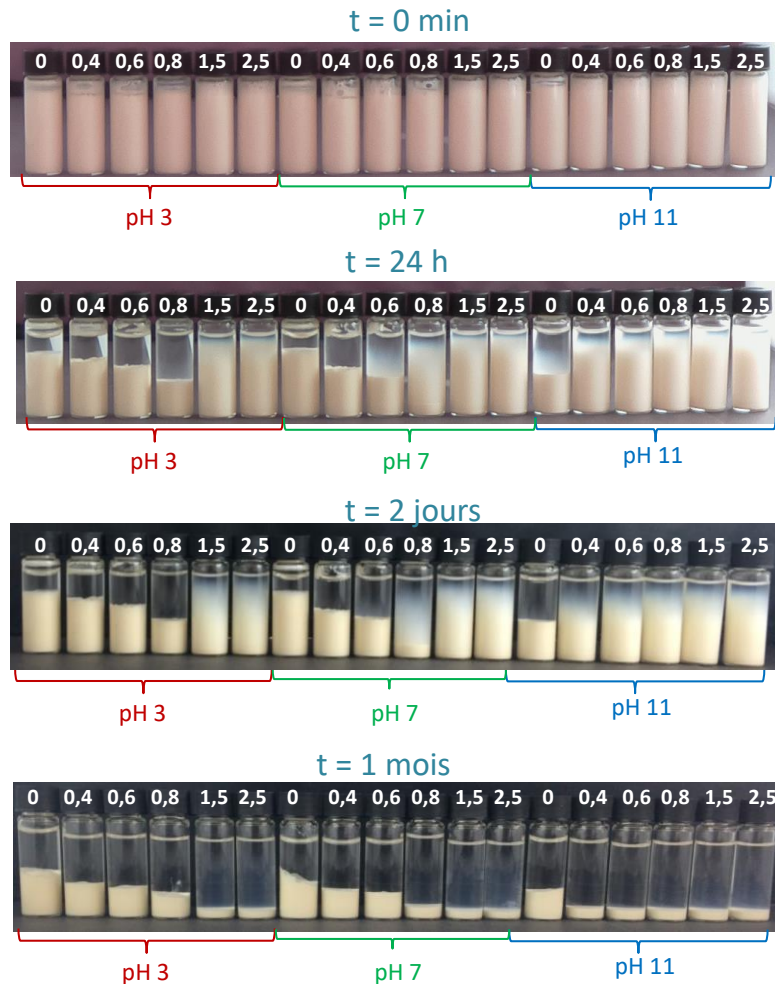 t = 0 min
0 0,4 0,6 0,8 1,5 2,5 0 0,4 0,6 0,8 1,5 2,5 0 0,4 0,6 0,8 1,5 2,5
pH 3 pH 7 pH 11
t = 24 h
0 0,4 0,6 0,8 1,5 2,5 0 0,4 0,6 0,8 1,5 2,5 0 0,4 0,6 0,8 1,5 2,5
pH 3 pH 7 pH 11
t = 2 jours
0 0,4 0,6 0,8 1,5 2,5 0 0,4 0,6 0,8 1,5 2,5 0 0,4 0,6 0,8 1,5 2,5
pH 3 pH 7 pH 11
t = 1 mois
0 0,4 0,6 0,8 1,5 2,5 0 0,4 0,6 0,8 1,5 2,5 0 0,4 0,6 0,8 1,5 2,5
pH 3 pH 7 pH 11